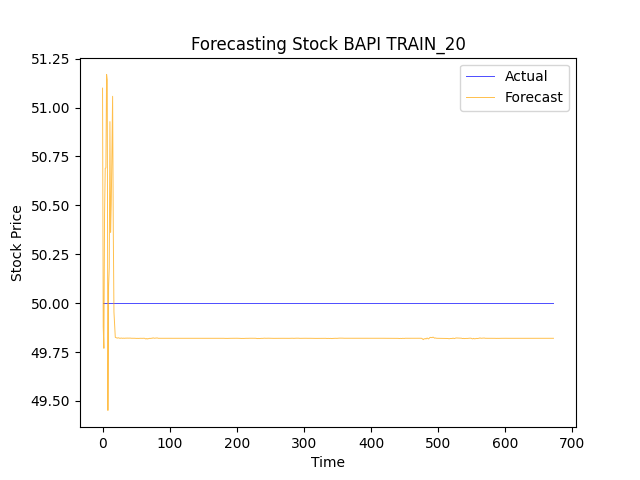 Forecasting Stock BAPI TRAIN_20
Actual
Forecast
51.25
51.00
50.75
50.50
50.25
50.00
49.75
49.50
Stock Price
0 100 200 300 400 500 600 700
Time